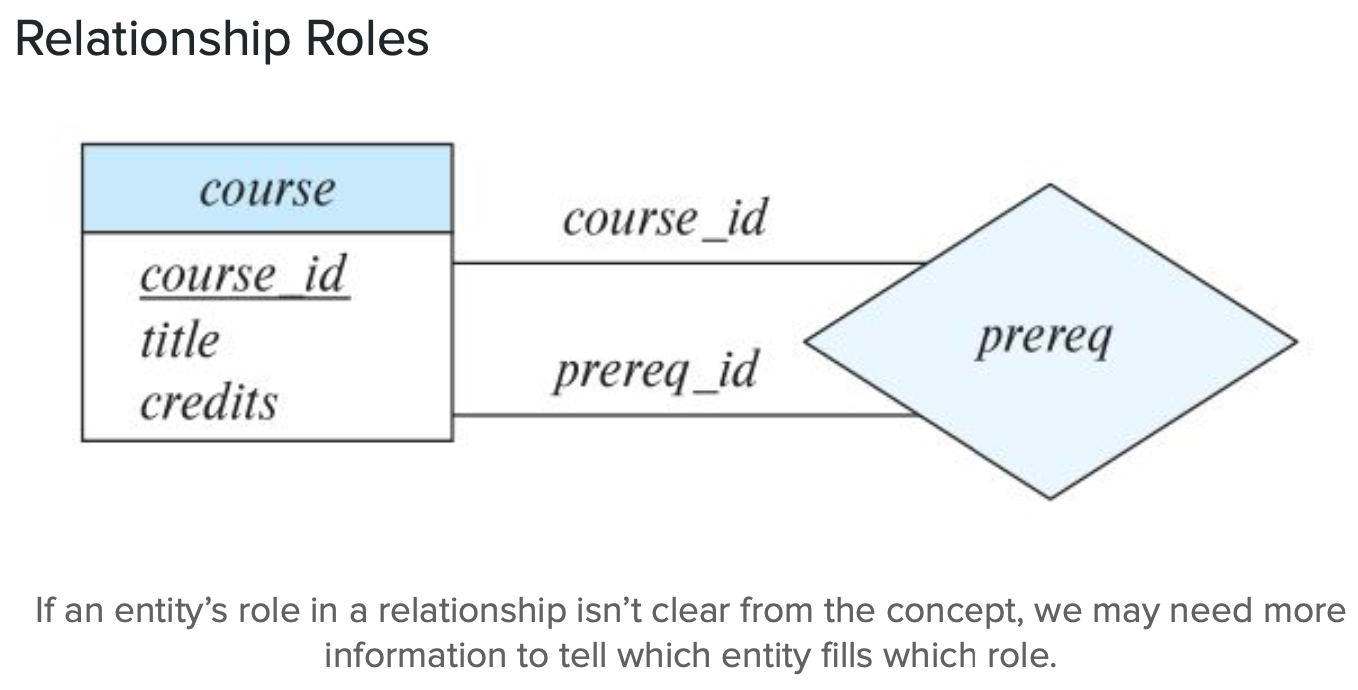 Relationship Roles
course
course_id
title
credits
course_id
prereq_id
prereq
If an entity’s role in a relationship isn’t clear from the concept, we may need more
information to tell which entity fills which role.